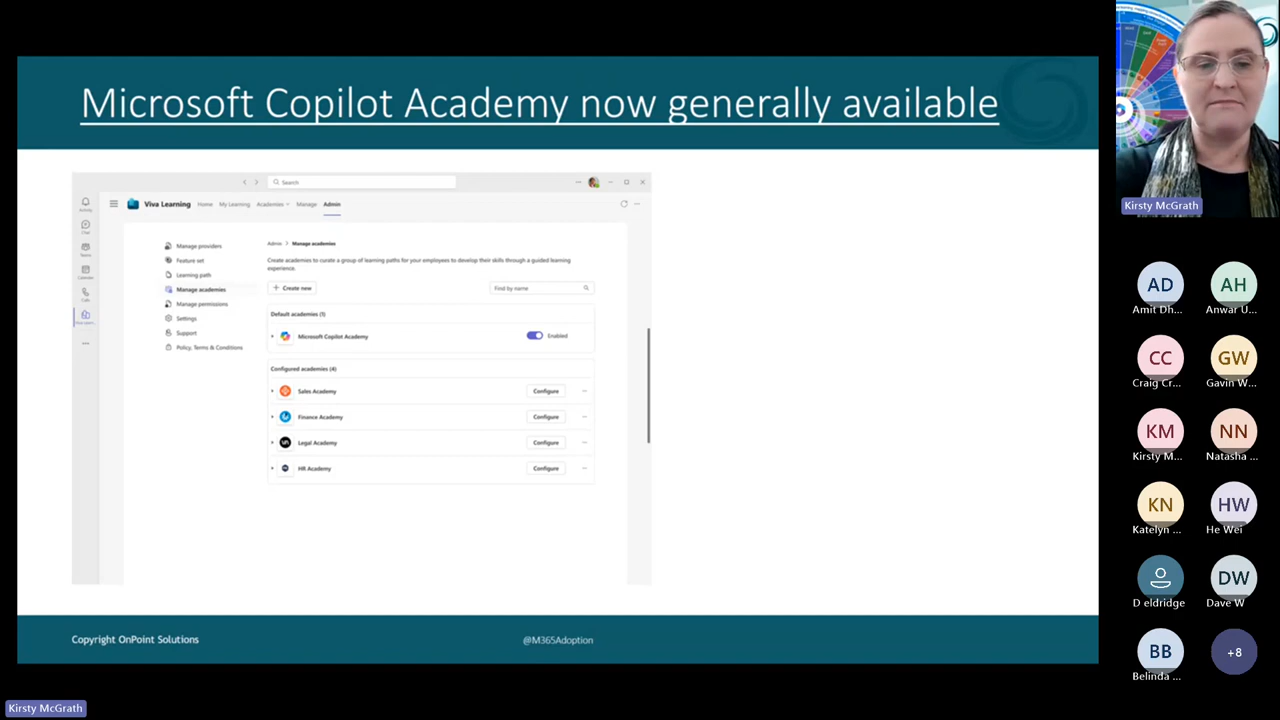 Microsoft Copilot Academy now generally available
Search
Activity
Chat
Teams
Calendar
Calls
Viva Learning
Home
My Learning
Academies
Manage
Admin
Manage providers
Feature set
Learning path
Manage academies
Manage permissions
Settings
Support
Policy, Terms & Conditions
Admin > Manage academies
Create academies to curate a group of learning paths for your employees to develop their skills through a guided learning
experience.
+ Create new
Find by name
Default academies (1)
Microsoft Copilot Academy
Enabled
Configured academies (4)
Sales Academy
Configure
Finance Academy
Configure
Legal Academy
Configure
HR Academy
Configure
Copyright OnPoint Solutions
@M365Adoption
Kirsty McGrath
Kirsty McGrath
AD
AH
Amit Dh...
Anwar U...
CC
GW
Craig Cr...
Gavin W...
KM
NN
Kirsty M...
Natasha ...
KN
HW
Katelyn ...
He Wei
DW
D eldridge
Dave W
BB
+8
Belinda ...